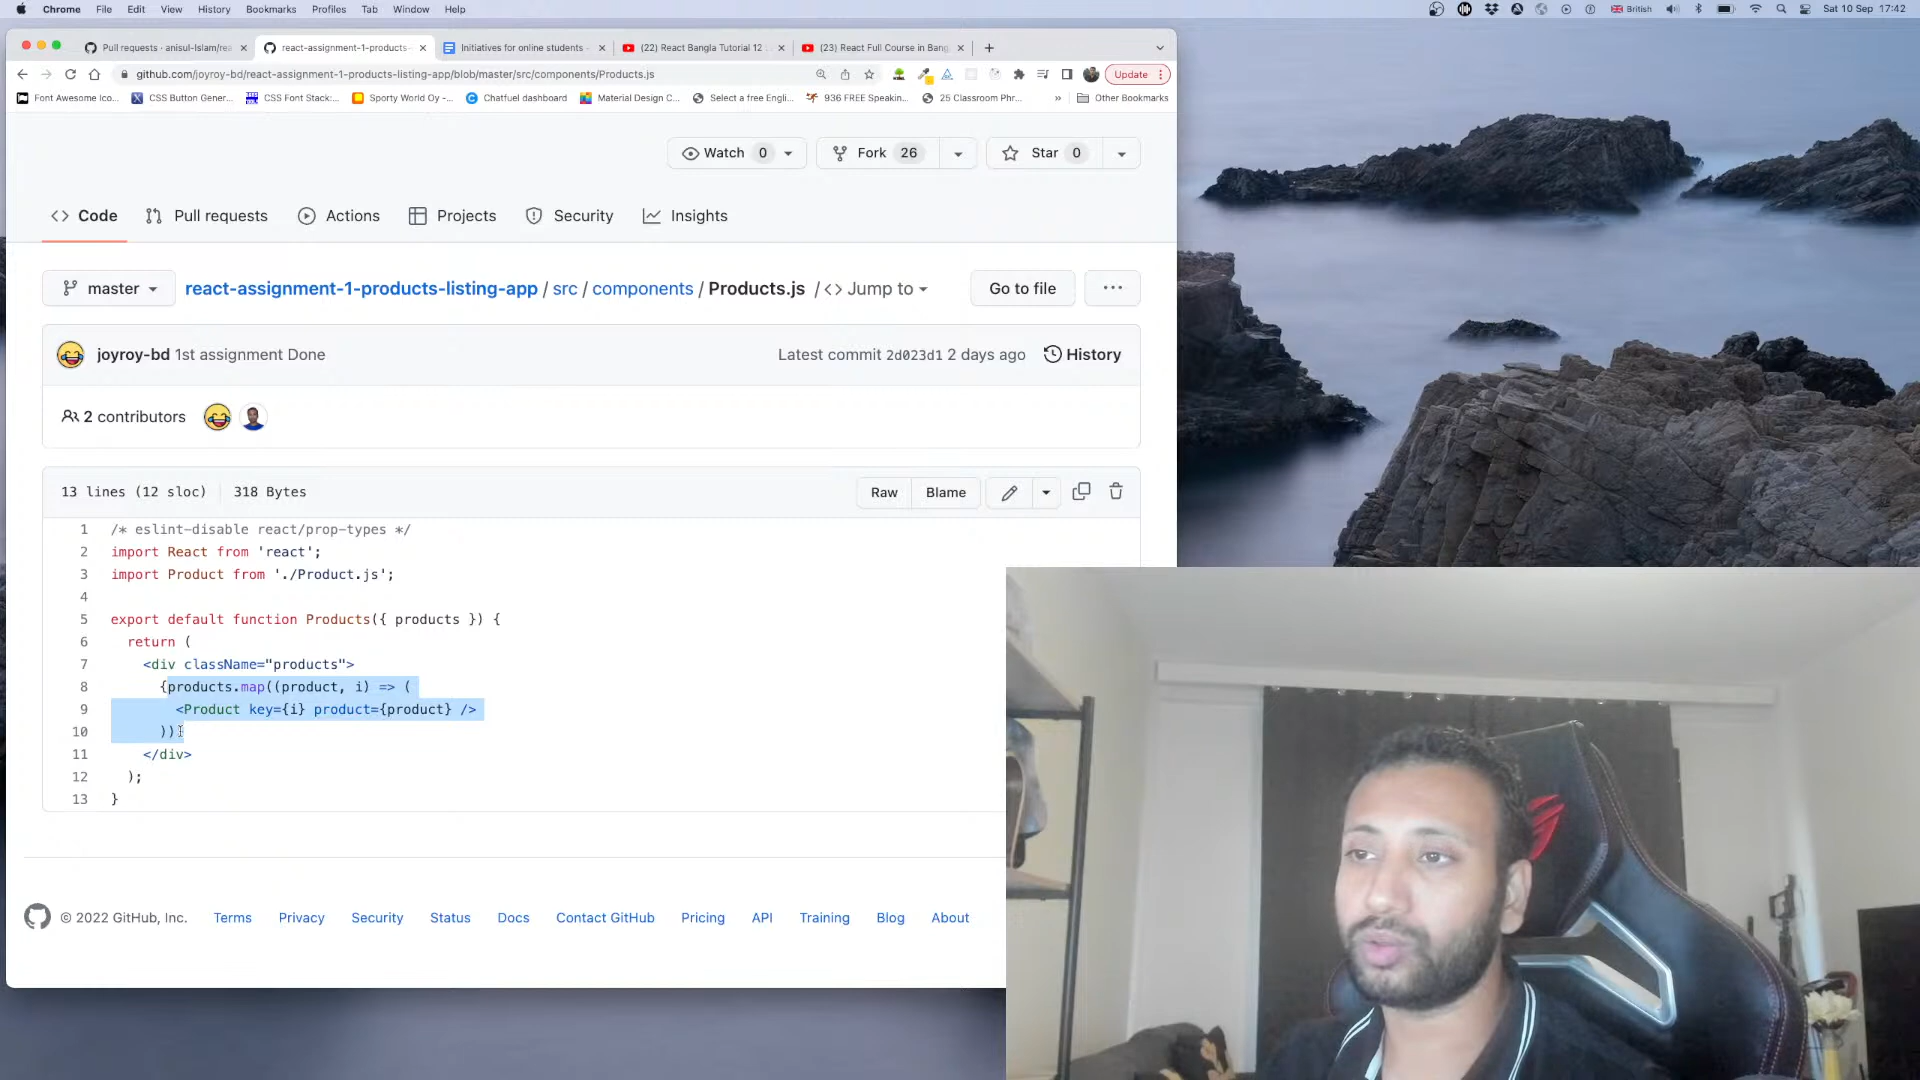 Chrome File Edit View History Bookmarks Profiles Tab Window Help
British Sat 10 Sep 17:42
Pull requests · anisul-Islam/rea
react-assignment-1-products-
Initiatives for online students -
(22) React Bangla Tutorial 12
(23) React Full Course in Bang
github.com/joyroy-bd/react-assignment-1-products-listing-app/blob/master/src/components/Products.js
Update
Font Awesome Ico...
CSS Button Gener...
CSS Font Stack:...
Sporty World Oy -...
Chatfuel dashboard
Material Design C...
Select a free Engli...
936 FREE Speakin...
25 Classroom Phr...
»
Other Bookmarks
Watch 0
Fork 26
Star 0
Code
Pull requests
Actions
Projects
Security
Insights
master
react-assignment-1-products-listing-app / src / components / Products.js / <> Jump to
Go to file
...
joyroy-bd 1st assignment Done
Latest commit 2d023d1 2 days ago
History
2 contributors
13 lines (12 sloc) 318 Bytes
Raw
Blame
1 /* eslint-disable react/prop-types */
2 import React from 'react';
3 import Product from './Product.js';
4
5 export default function Products({ products }) {
6 return (
7 <div className="products">
8 {products.map((product, i) => (
9 <Product key={i} product={product} />
10 ))}
11 </div>
12 );
13 }
© 2022 GitHub, Inc.
Terms
Privacy
Security
Status
Docs
Contact GitHub
Pricing
API
Training
Blog
About